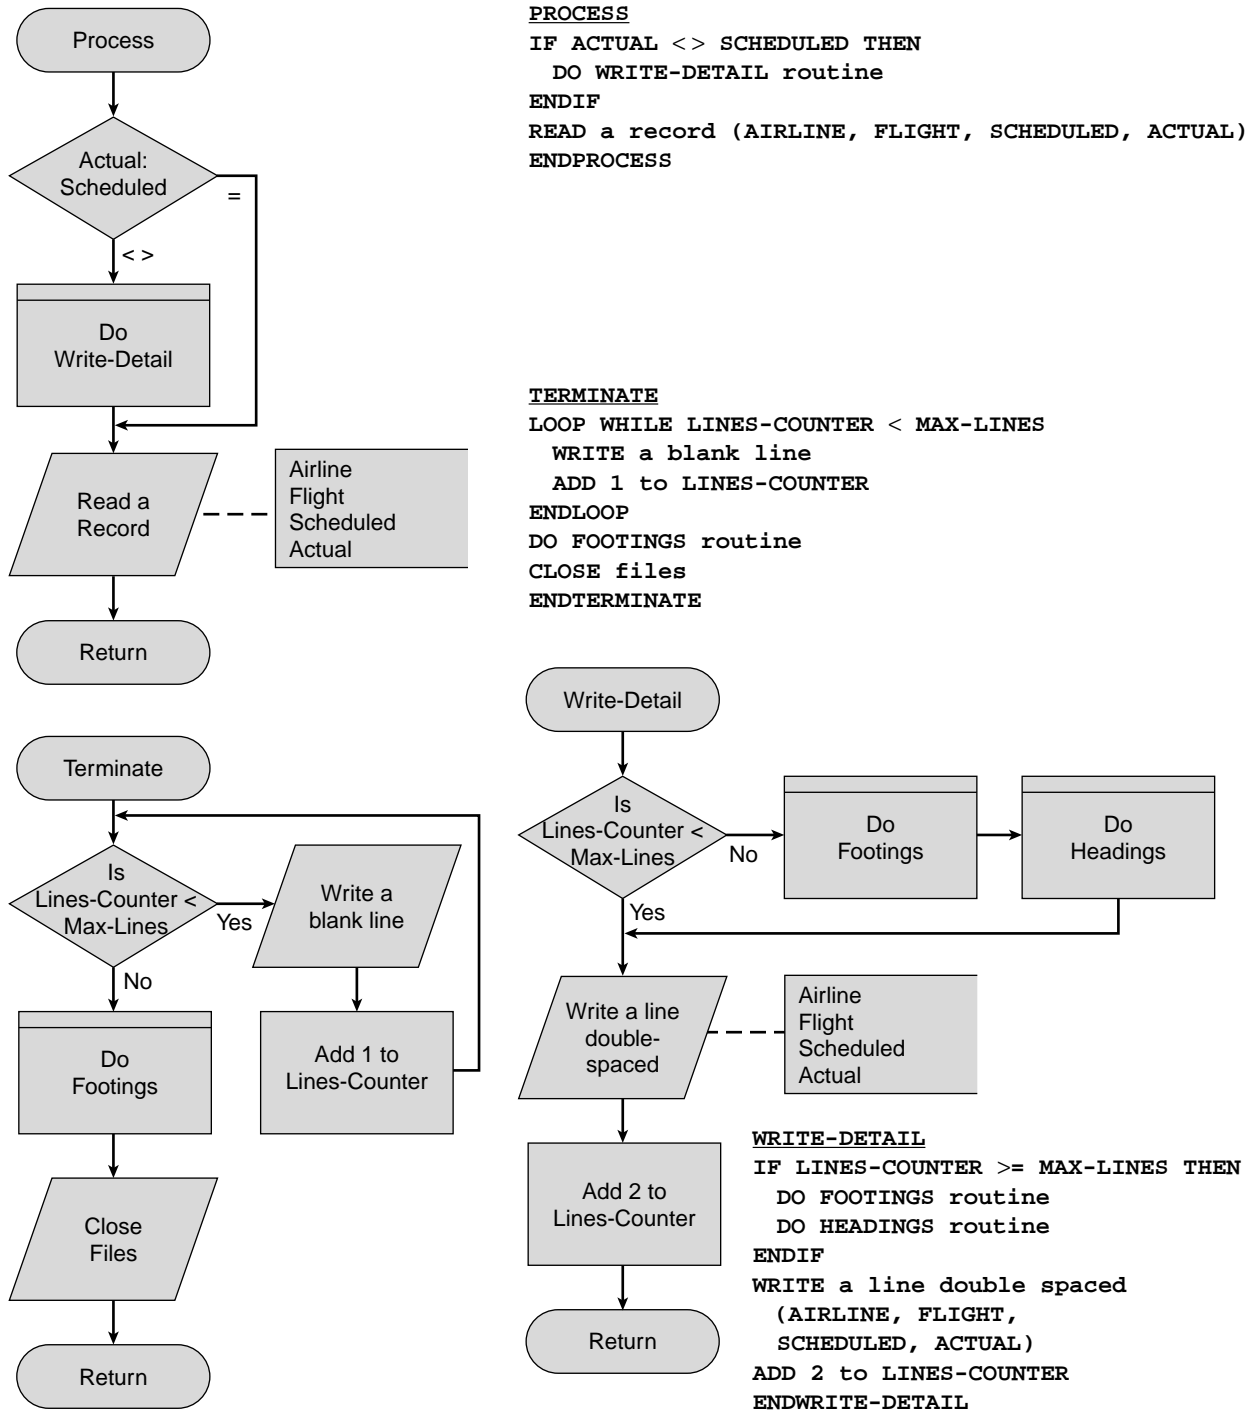 Process
Actual:
Scheduled
=
< >
Do
Write-Detail
Read a
Record
Airline
Flight
Scheduled
Actual
Return
PROCESS
IF ACTUAL <> SCHEDULED THEN
DO WRITE-DETAIL routine
ENDIF
READ a record (AIRLINE, FLIGHT, SCHEDULED, ACTUAL)
ENDPROCESS
TERMINATE
LOOP WHILE LINES-COUNTER < MAX-LINES
WRITE a blank line
ADD 1 to LINES-COUNTER
ENDLOOP
DO FOOTINGS routine
CLOSE files
ENDTERMINATE
Terminate
Is
Lines-Counter <
Max-Lines
Yes
Write a
blank line
No
Do
Footings
Add 1 to
Lines-Counter
Close
Files
Return
Write-Detail
Is
Lines-Counter <
Max-Lines
No
Do
Footings
Do
Headings
Yes
Write a line
double-
spaced
Airline
Flight
Scheduled
Actual
Add 2 to
Lines-Counter
Return
WRITE-DETAIL
IF LINES-COUNTER >= MAX-LINES THEN
DO FOOTINGS routine
DO HEADINGS routine
ENDIF
WRITE a line double spaced
(AIRLINE, FLIGHT,
SCHEDULED, ACTUAL)
ADD 2 to LINES-COUNTER
ENDWRITE-DETAIL